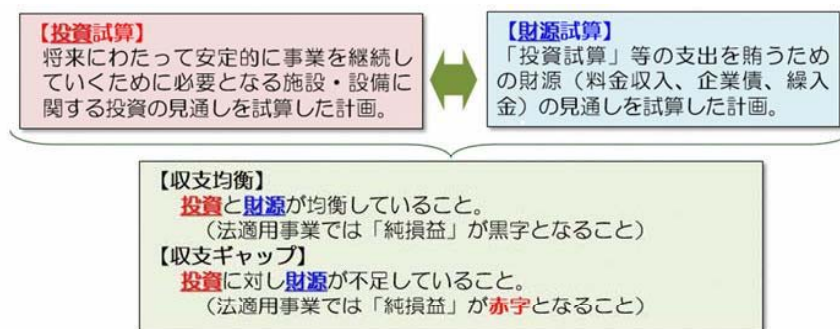 【投資試算】
将来にわたって安定的に事業を継続し
ていくために必要となる施設・設備に
関する投資の見通しを試算した計画。
【財源試算】
「投資試算」等の支出を賄うため
の財源（料金収入、企業債、繰入
金）の見通しを試算した計画。
【収支均衡】
投資と財源が均衡していること。
（法適用事業では「純損益」が黒字となること）
【収支ギャップ】
投資に対し財源が不足していること。
（法適用事業では「純損益」が赤字となること）